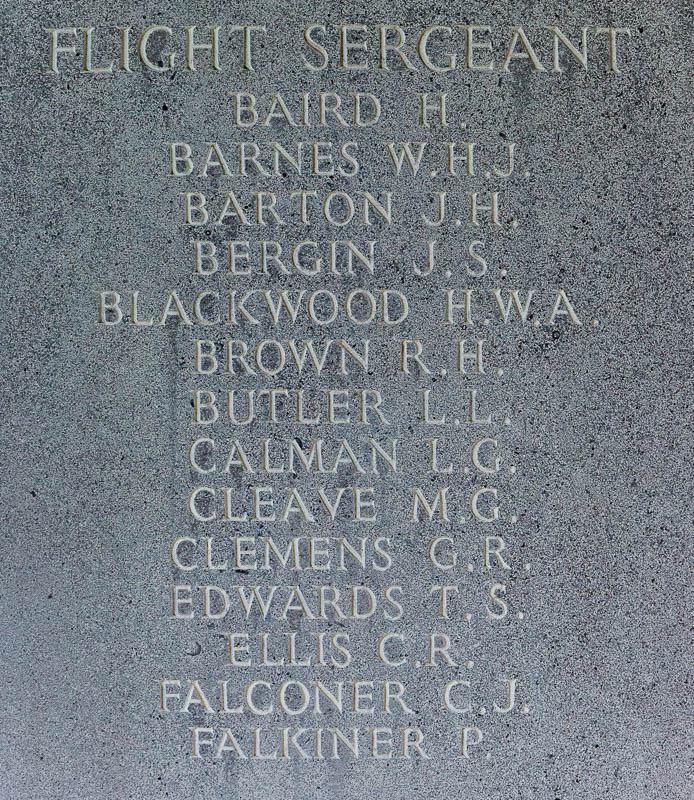 FLIGHT SERGEANT
BAIRD H.
BARNES W.H.J.
BARTON J.H.
BERGIN J.S.
BLACKWOOD H.W.A.
BROWN R.H.
BUTLER L.L.
CALMAN L.G.
CLEAVE M.G.
CLEMENS G.R.
EDWARDS T.S.
ELLIS C.R.
FALCONER C.J.
FALKINER P.